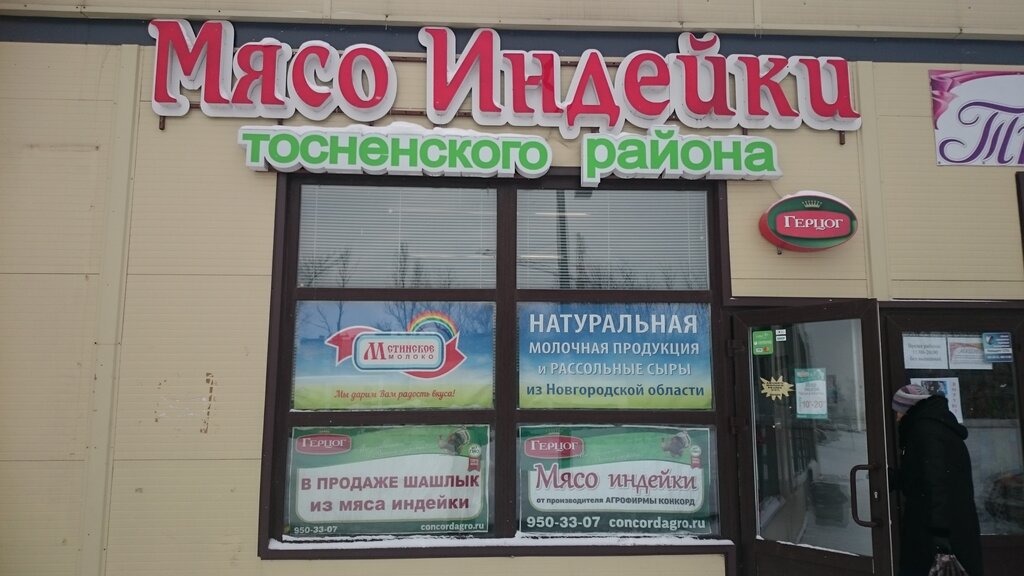 Мясо Индейки
тосненского района
Герцог
Мстинское
молоко
Мы дарим Вам радость вкуса!
НАТУРАЛЬНАЯ
МОЛОЧНАЯ ПРОДУКЦИЯ
и РАССОЛЬНЫЕ СЫРЫ
из Новгородской области
Герцог
В ПРОДАЖЕ ШАШЛЫК
ИЗ МЯСА ИНДЕЙКИ
950-33-07 concordagro.ru
Герцог
Мясо индейки
от производителя АГРОФИРМЫ КОНКОРД
950-33-07 concordagro.ru